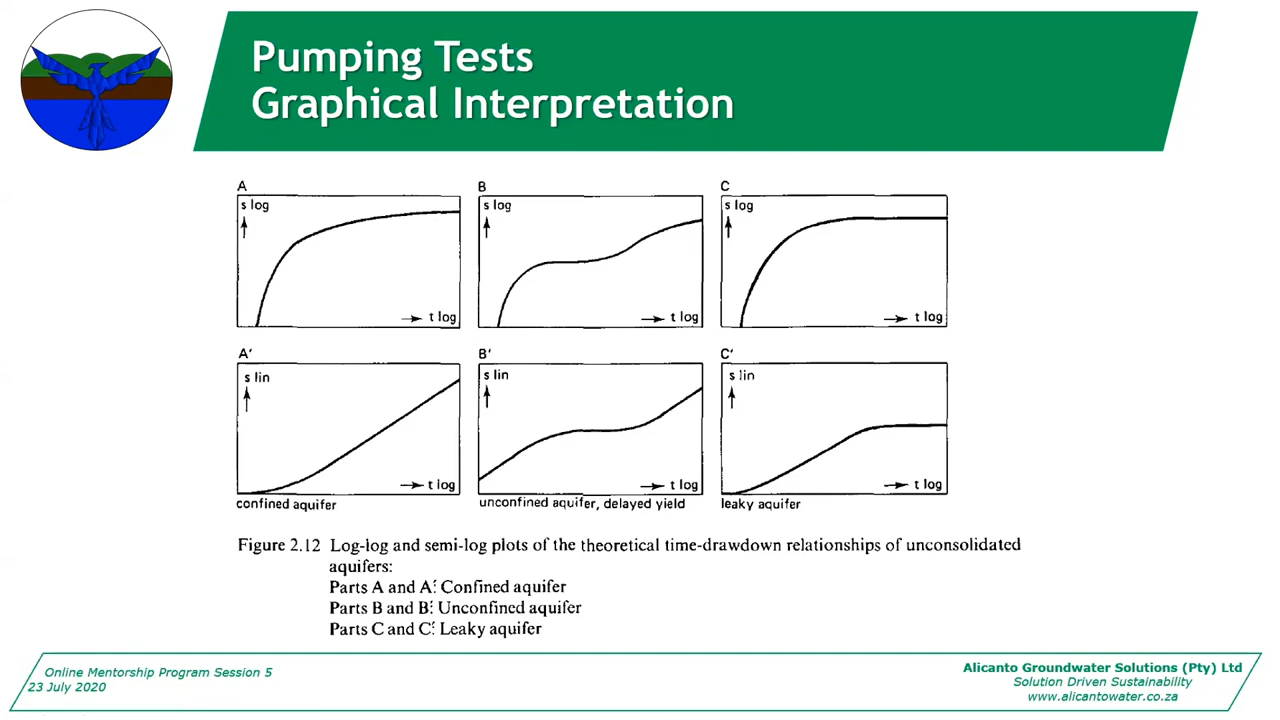 Pumping Tests
Graphical Interpretation
A
s log
t log
B
s log
t log
C
s log
t log
A'
s lin
t log
confined aquifer
B'
s lin
t log
unconfined aquifer, delayed yield
C'
s lin
t log
leaky aquifer
Figure 2.12 Log-log and semi-log plots of the theoretical time-drawdown relationships of unconsolidated
aquifers:
Parts A and A': Confined aquifer
Parts B and B': Unconfined aquifer
Parts C and C': Leaky aquifer
Online Mentorship Program Session 5
23 July 2020
Alicanto Groundwater Solutions (Pty) Ltd
Solution Driven Sustainability
www.alicantowater.co.za